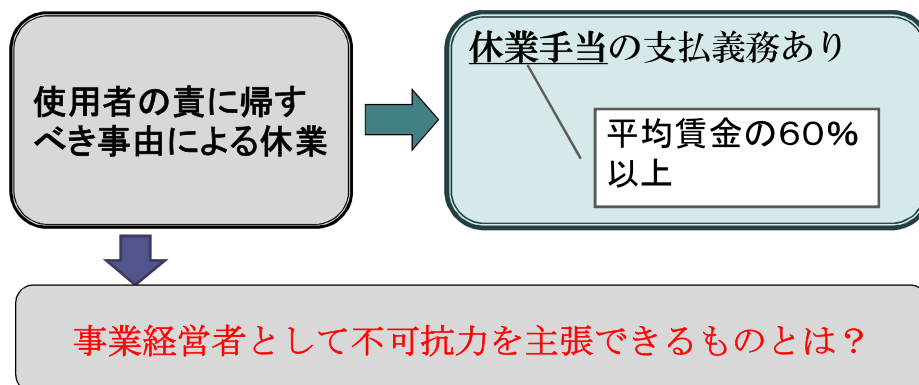 使用者の責に帰す
べき事由による休業
休業手当の支払義務あり
平均賃金の60%
以上
事業経営者として不可抗力を主張できるものとは？